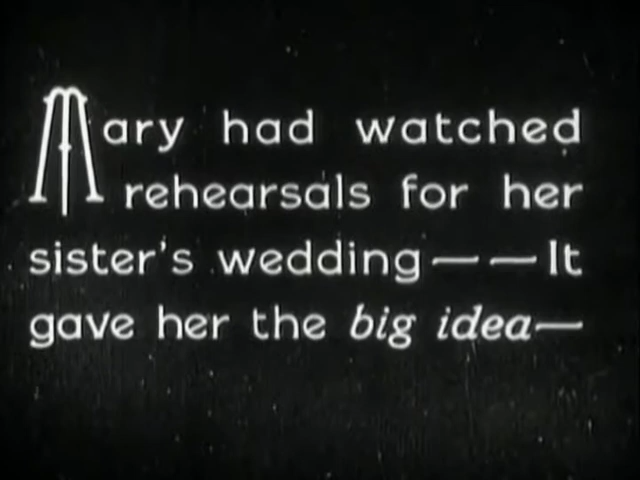 Mary had watched
rehearsals for her
sister's wedding — — It
gave her the big idea—